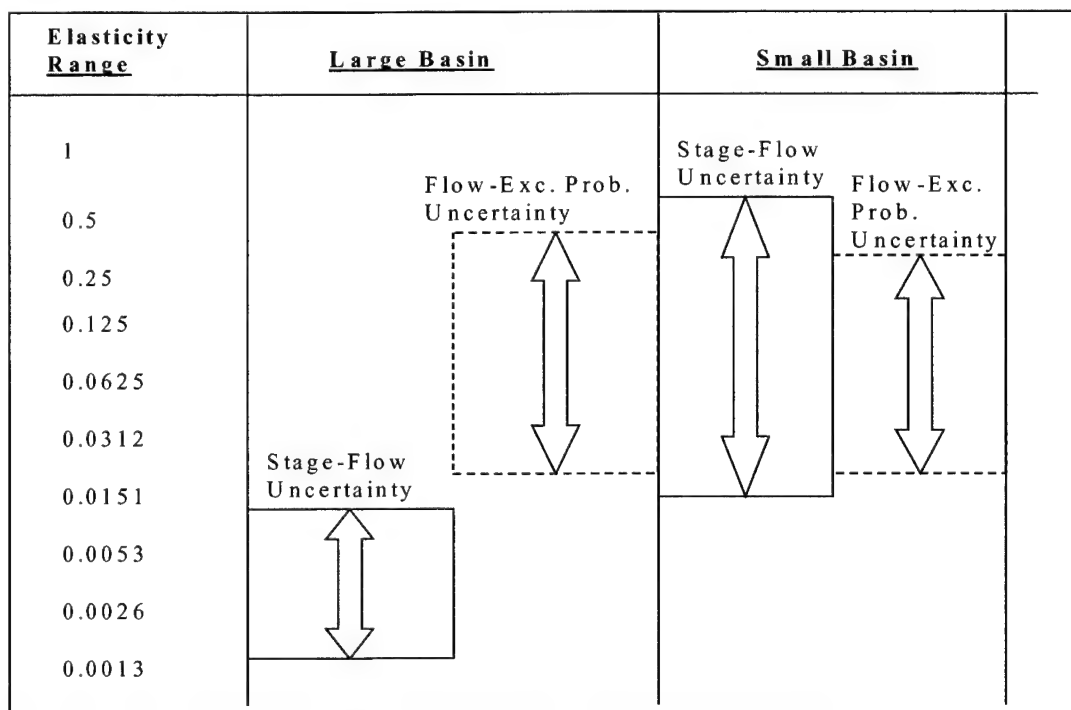 Elasticity
Range
Large Basin
Small Basin
1
0.5
0.25
0.125
0.0625
0.0312
0.0151
0.0053
0.0026
0.0013
Stage-Flow
Uncertainty
Flow-Exc. Prob.
Uncertainty
Stage-Flow
Uncertainty
Flow-Exc.
Prob.
Uncertainty